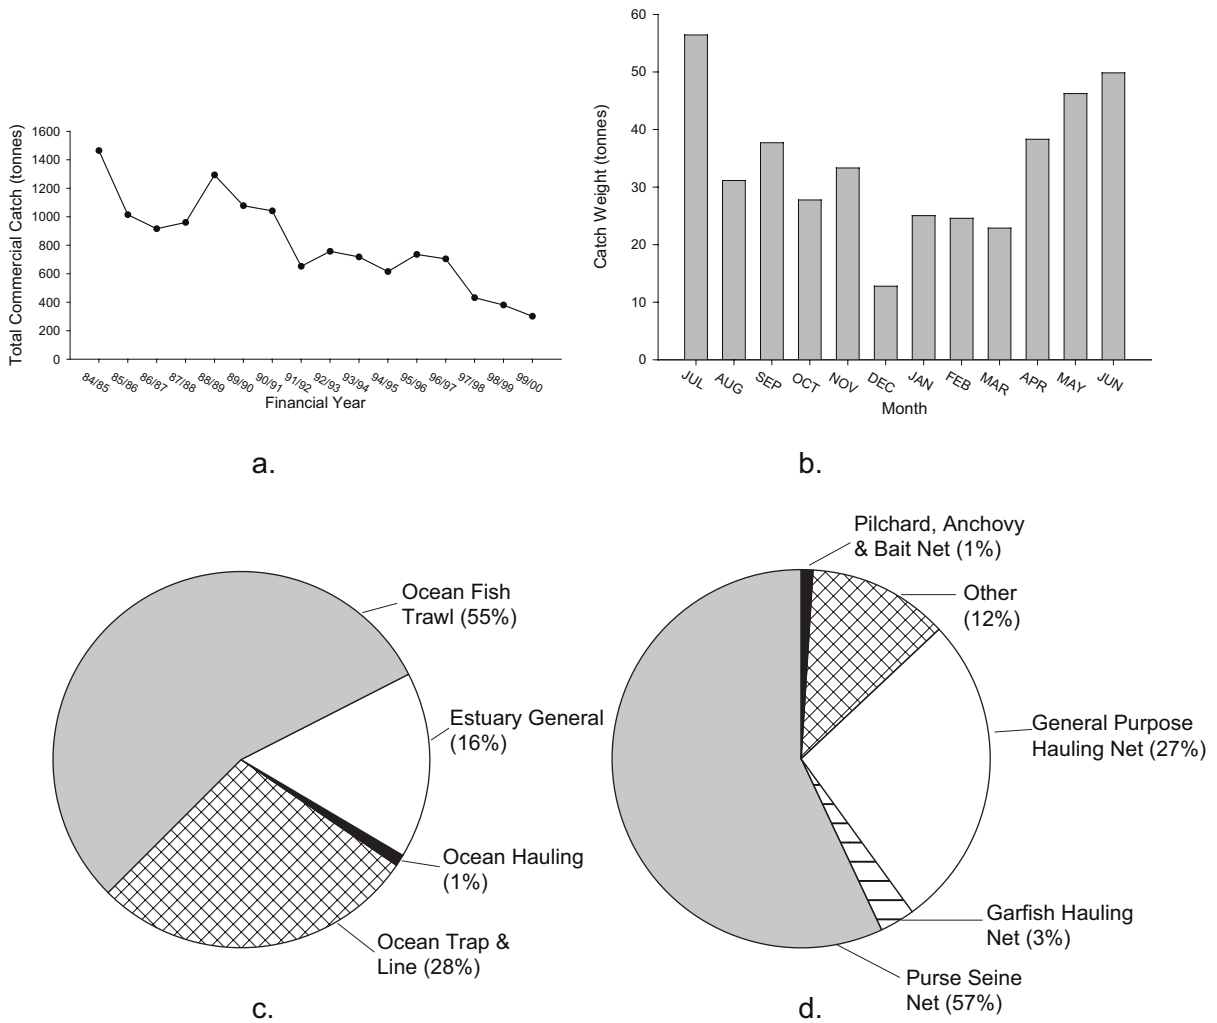 Total Commercial Catch (tonnes)
1600
1400
1200
1000
800
600
400
200
0
84/85
85/86
86/87
87/88
88/89
89/90
90/91
91/92
92/93
93/94
94/95
95/96
96/97
97/98
98/99
99/00
Financial Year
a.
Catch Weight (tonnes)
60
50
40
30
20
10
0
JUL
AUG
SEP
OCT
NOV
DEC
JAN
FEB
MAR
APR
MAY
JUN
Month
b.
Ocean Fish
Trawl (55%)
Estuary General
(16%)
Ocean Hauling
(1%)
Ocean Trap &
Line (28%)
c.
Pilchard, Anchovy
& Bait Net (1%)
Other
(12%)
General Purpose
Hauling Net (27%)
Garfish Hauling
Net (3%)
Purse Seine
Net (57%)
d.